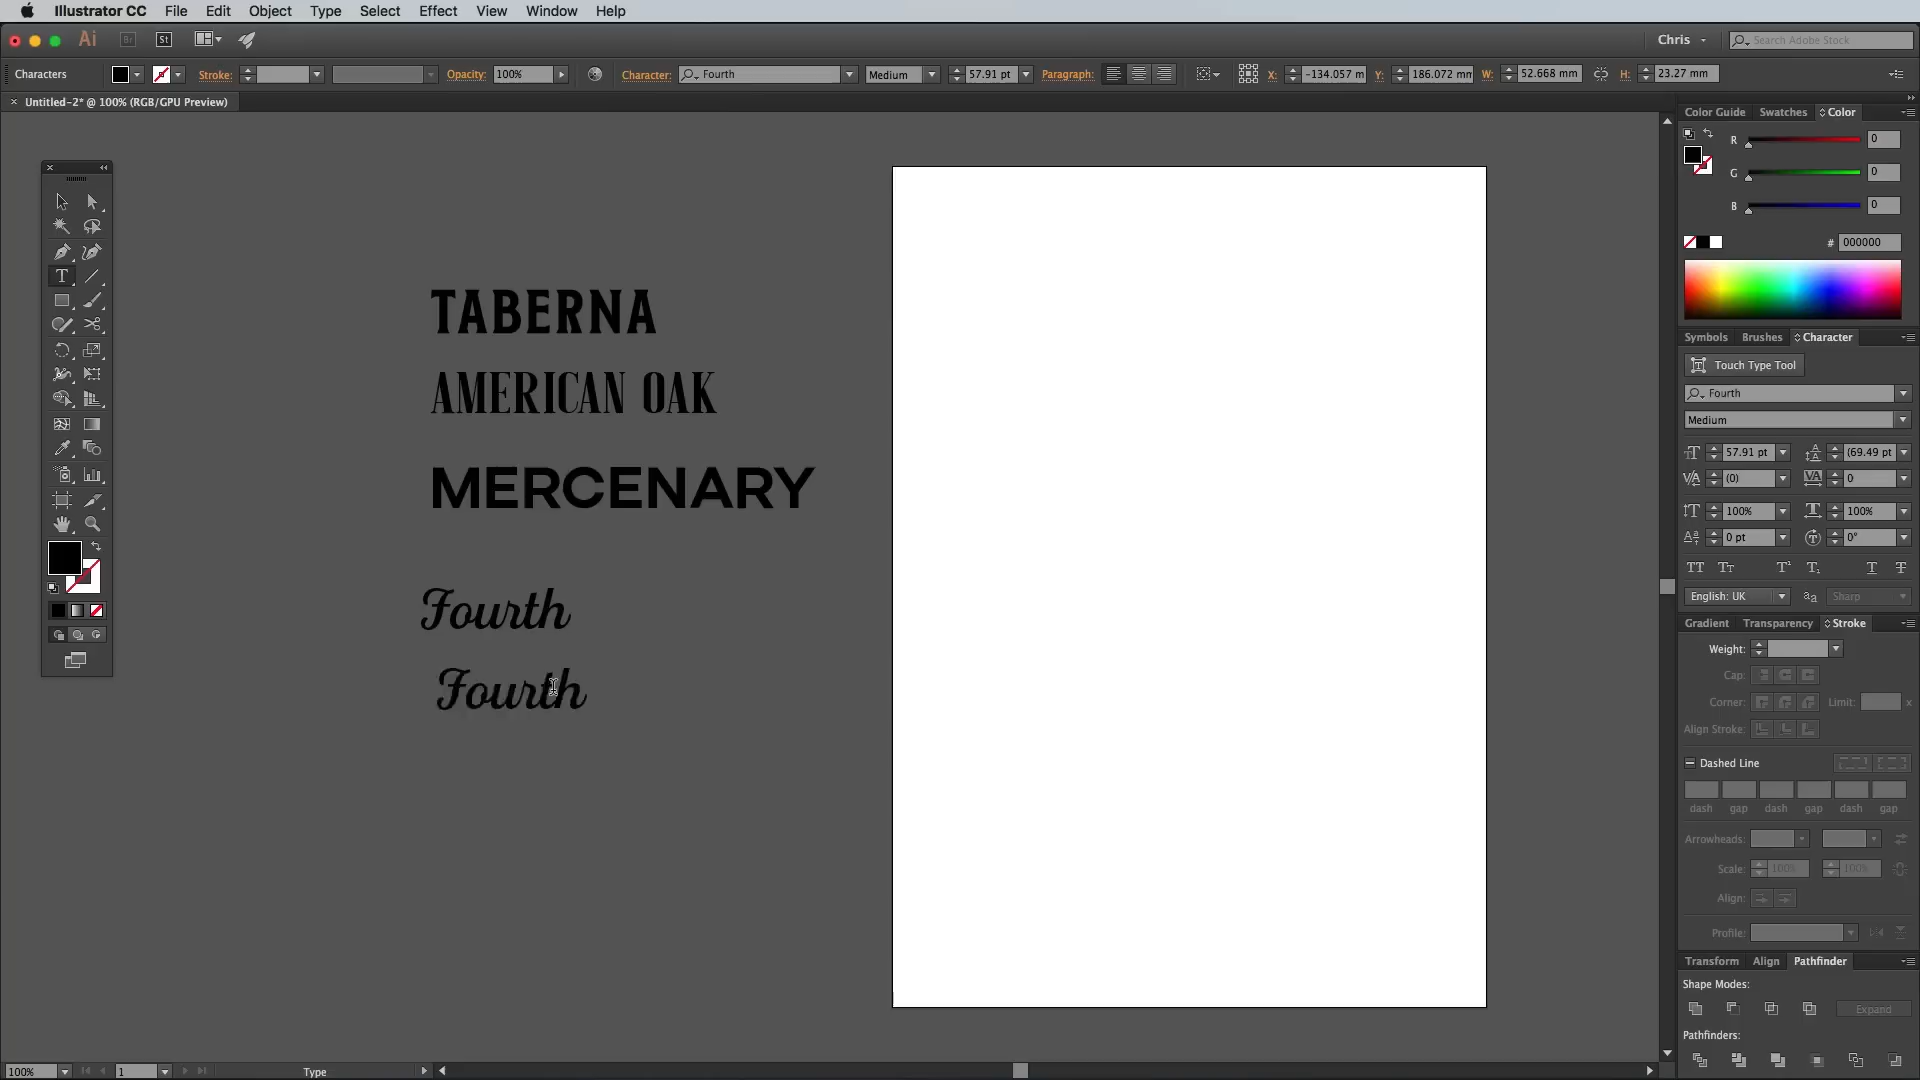 Illustrator CC File Edit Object Type Select Effect View Window Help
Ai Br St Chris Search Adobe Stock
Characters Stroke: Opacity: 100% Character: Fourth Medium 57.91 pt Paragraph: X: -134.057 m Y: 186.072 mm W: 52.668 mm H: 23.27 mm
× Untitled-2* @ 100% (RGB/GPU Preview)
Color Guide Swatches Color
R 0
G 0
B 0
# 000000
TABERNA
AMERICAN OAK
MERCENARY
Fourth
Fourth
Symbols Brushes Character
Touch Type Tool
Fourth
Medium
57.91 pt (69.49 pt
(0) 0
100% 100%
0 pt 0°
English: UK Sharp
Gradient Transparency Stroke
Weight:
Cap:
Corner: Limit: x
Align Stroke:
Dashed Line
dash gap dash gap dash gap
Arrowheads:
Scale: 100% 100%
Align:
Profile:
Transform Align Pathfinder
Shape Modes:
Expand
Pathfinders:
100% 1 Type